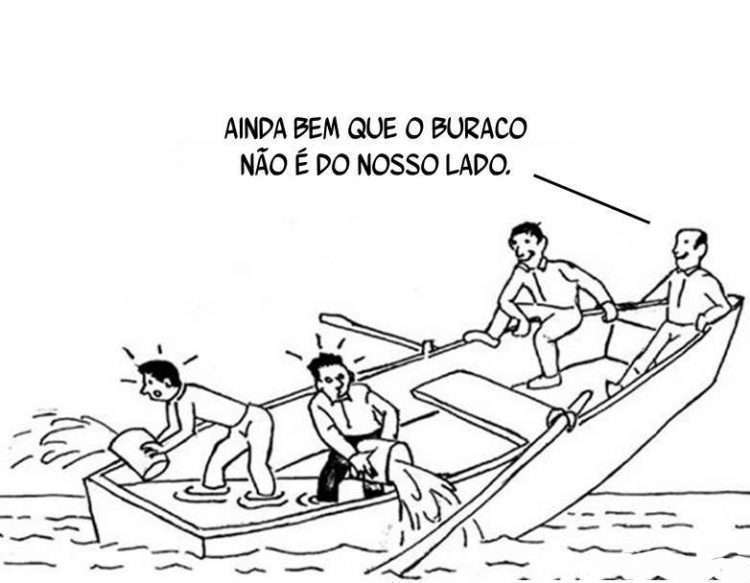 AINDA BEM QUE O BURACO
NÃO É DO NOSSO LADO.